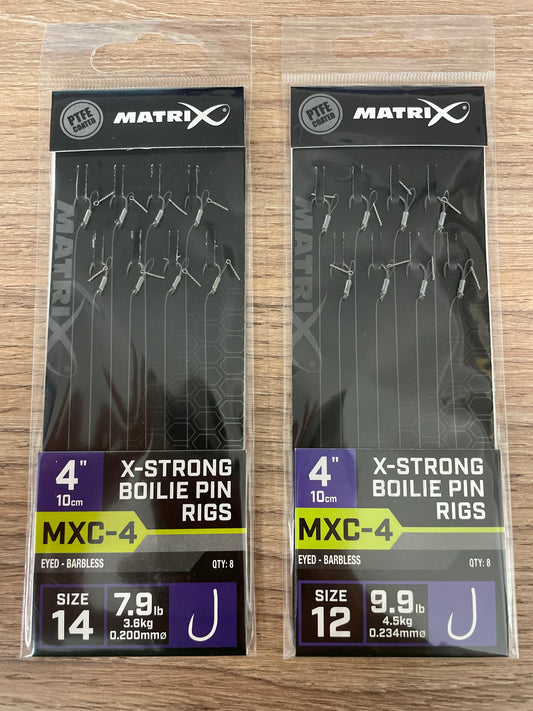 PTFE
COATED
MATRIX
MATRIX
4"
10cm
X-STRONG
BOILIE PIN
RIGS
MXC-4
EYED - BARBLESS
QTY: 8
SIZE
14
7.9lb
3.6kg
0.200mmø
PTFE
COATED
MATRIX
MATRIX
4"
10cm
X-STRONG
BOILIE PIN
RIGS
MXC-4
EYED - BARBLESS
QTY: 8
SIZE
12
9.9lb
4.5kg
0.234mmø